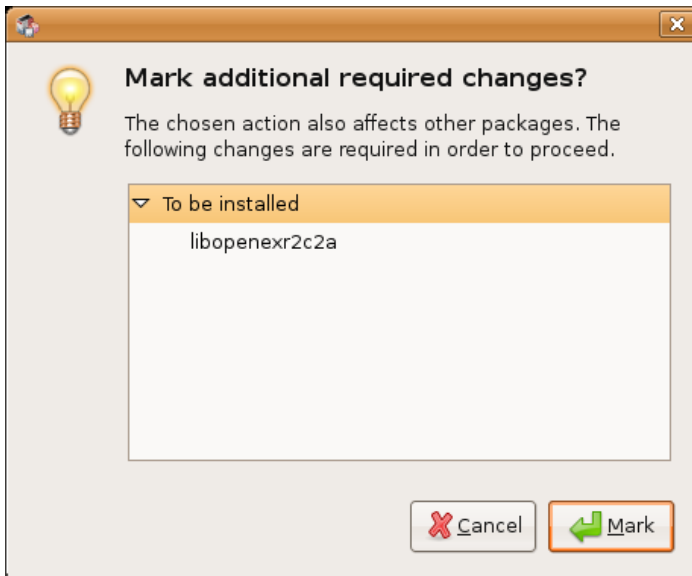 Mark additional required changes?
The chosen action also affects other packages. The
following changes are required in order to proceed.
To be installed
libopenexr2c2a
Cancel
Mark